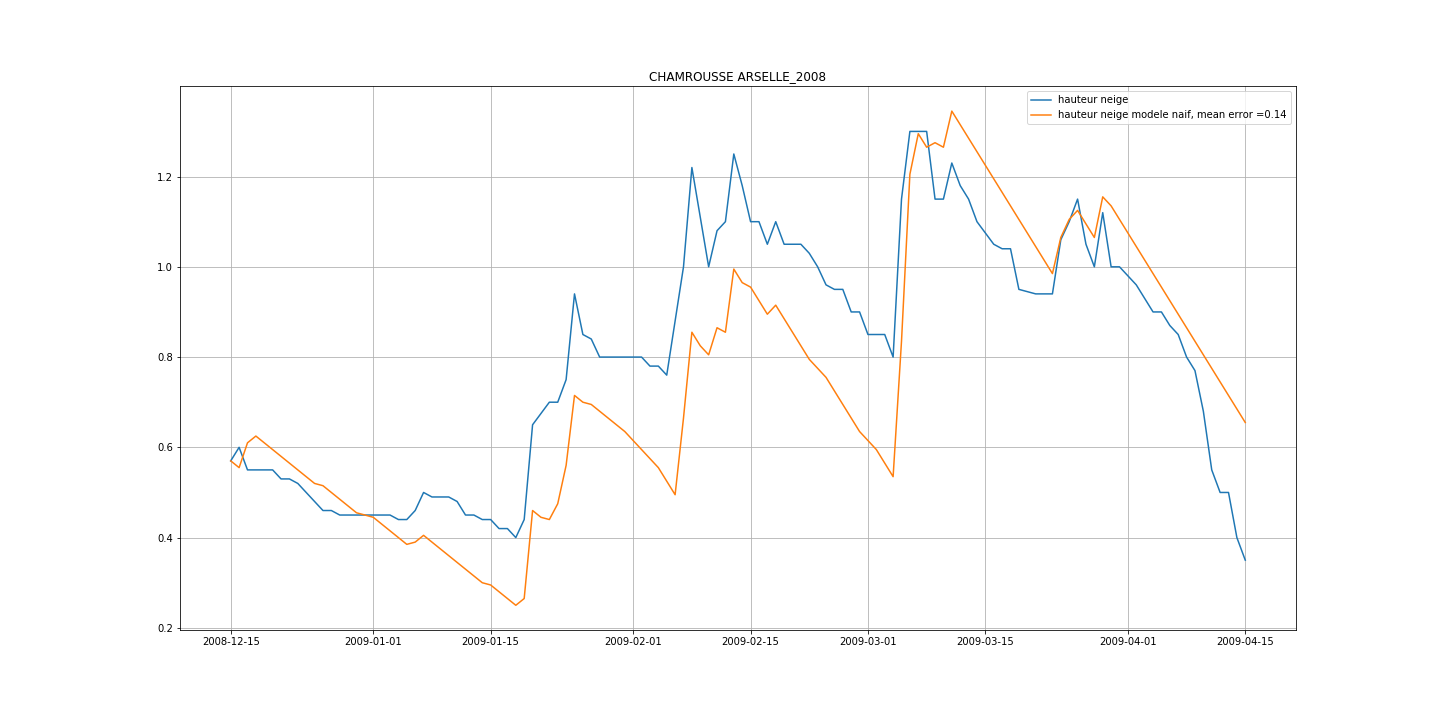 CHAMROUSSE ARSELLE_2008
hauteur neige
hauteur neige modele naif, mean error =0.14
1.2
1.0
0.8
0.6
0.4
0.2
2008-12-15 2009-01-01 2009-01-15 2009-02-01 2009-02-15 2009-03-01 2009-03-15 2009-04-01 2009-04-15